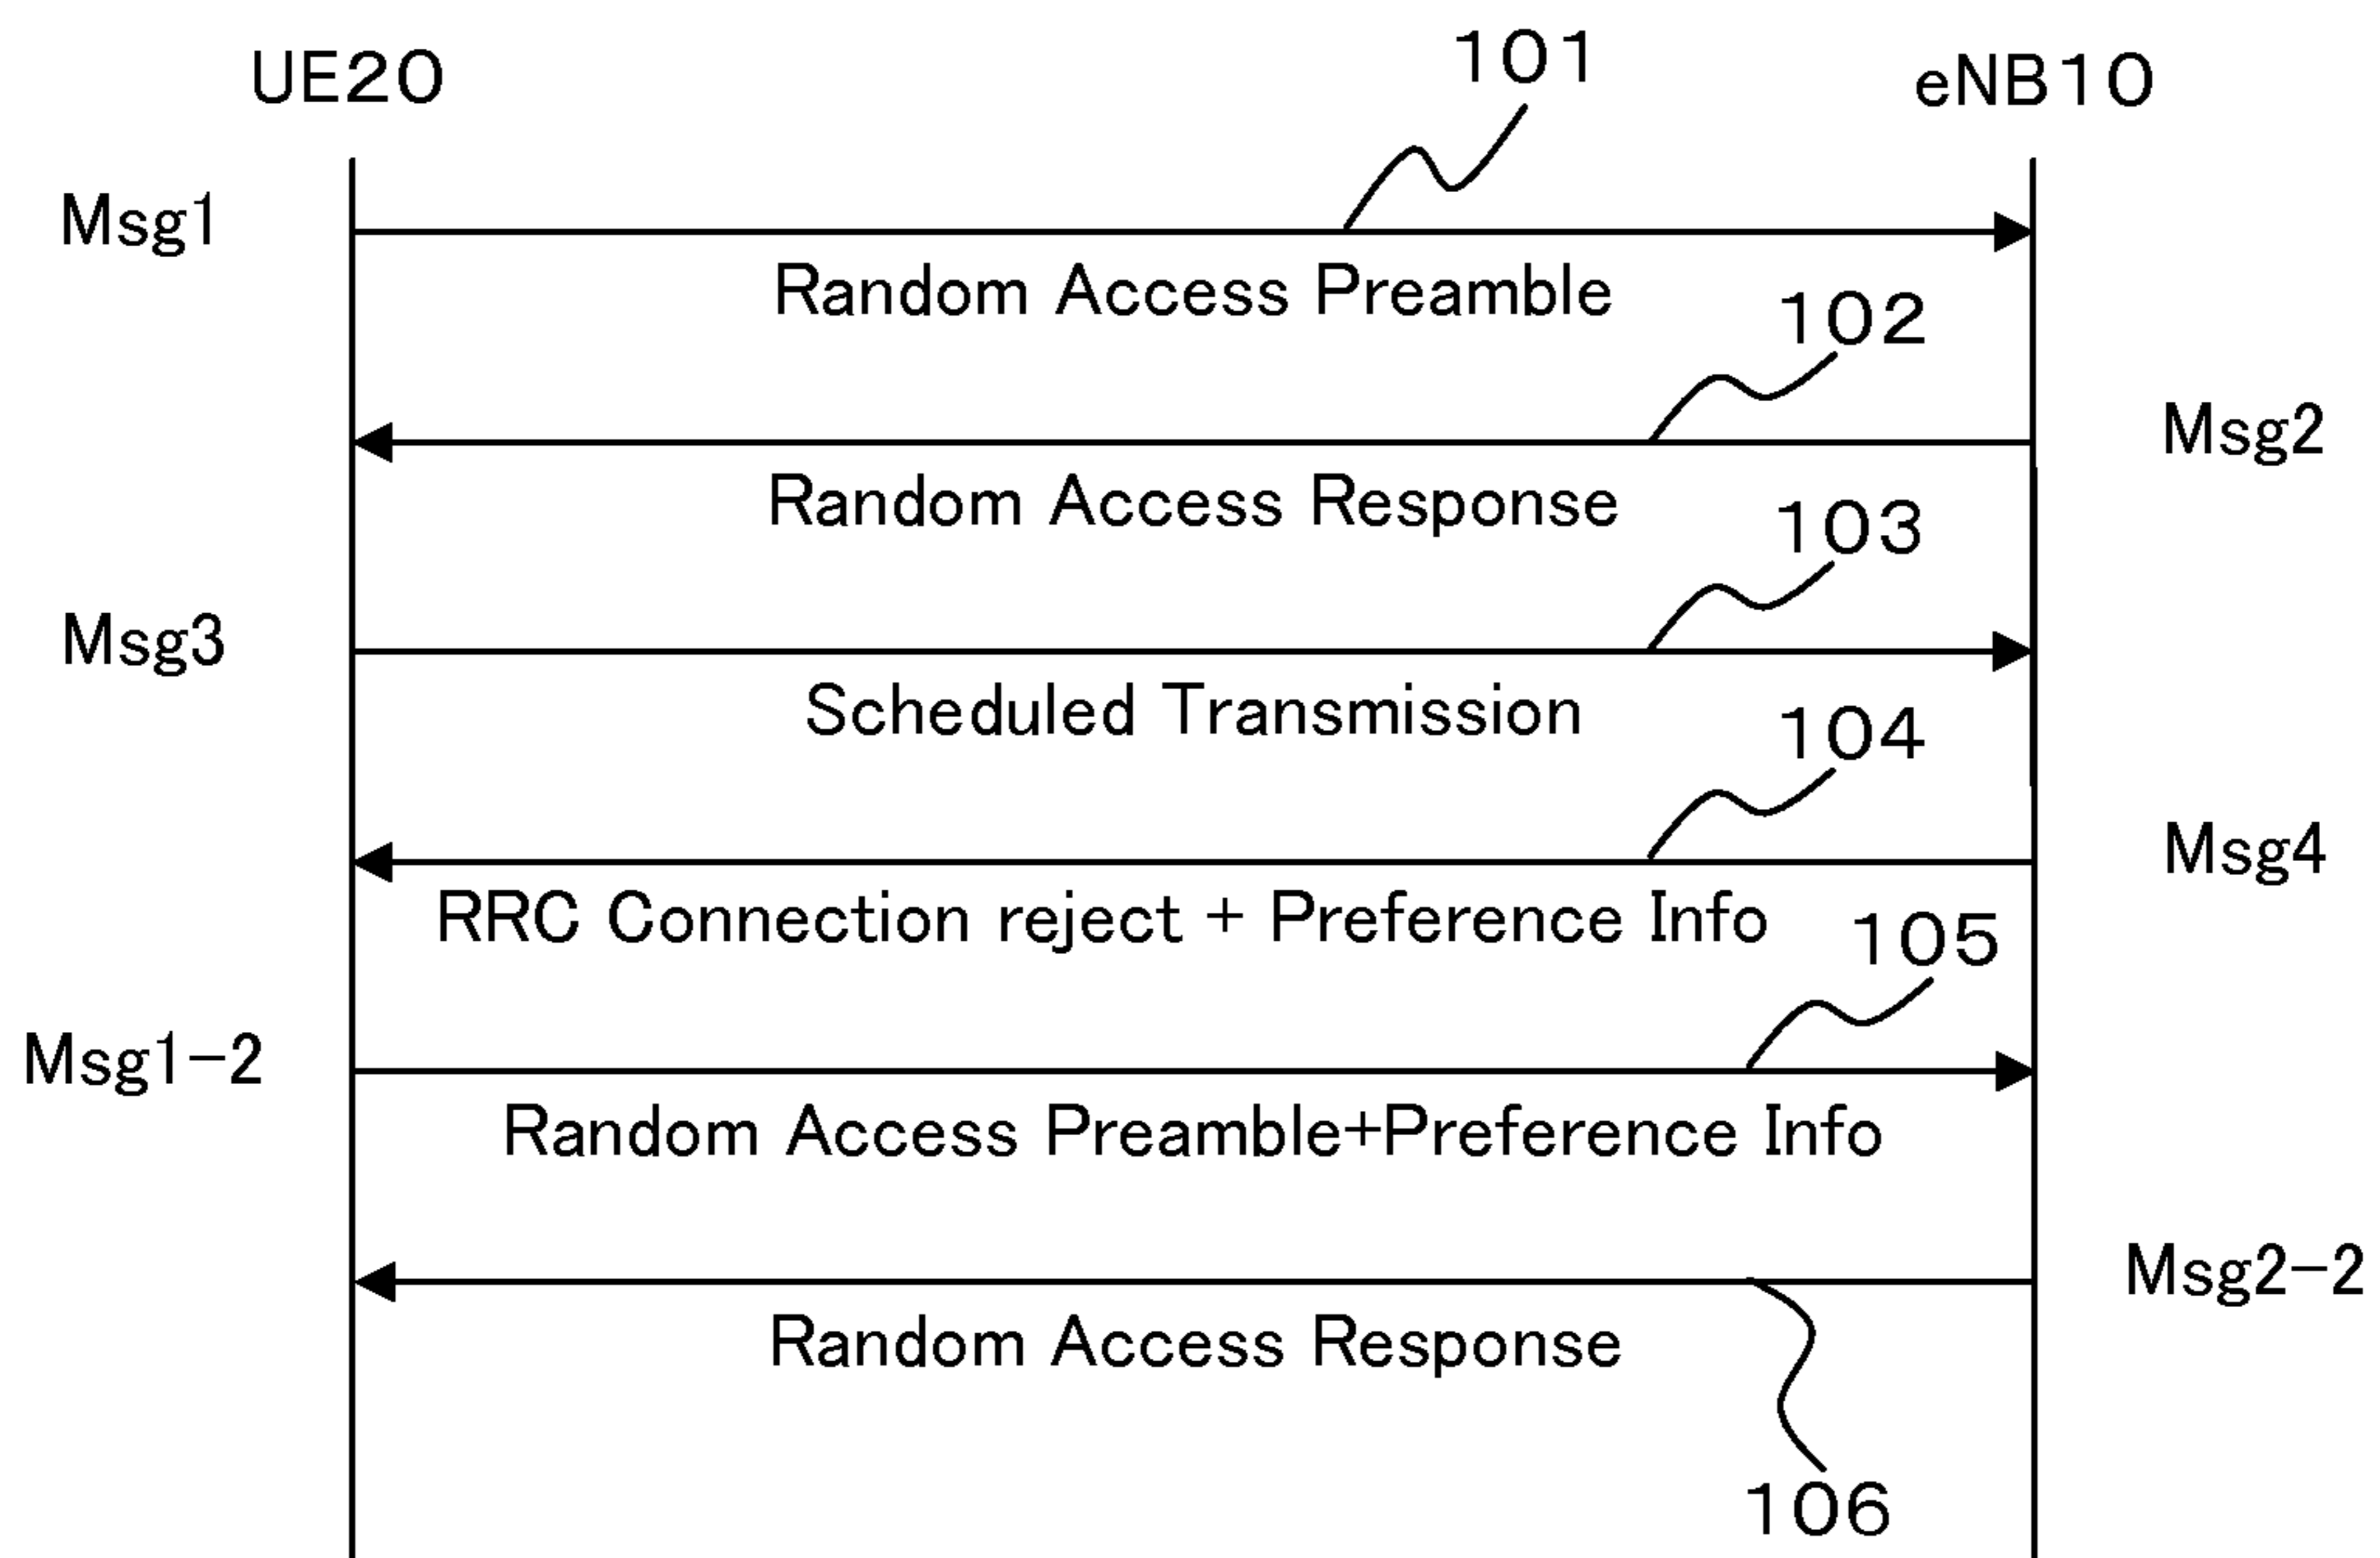 UE20
101
eNB10
Msg1
Random Access Preamble
102
Msg2
Random Access Response
103
Msg3
Scheduled Transmission
104
Msg4
RRC Connection reject + Preference Info
105
Msg1-2
Random Access Preamble+Preference Info
Msg2-2
Random Access Response
106